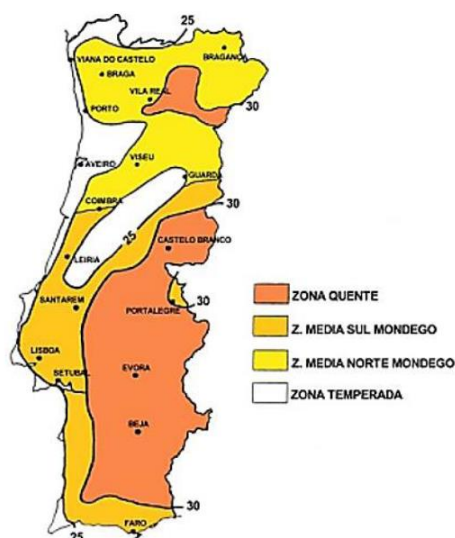 25
BRAGANÇA
VIANA DO CASTELO
BRAGA
VILA REAL
PORTO
30
AVEIRO
VISEU
GUARDA
COIMBRA
30
25
CASTELO BRANCO
LEIRIA
SANTAREM
PORTALEGRE
30
LISBOA
SETUBAL
EVORA
BEJA
30
FARO
25
ZONA QUENTE
Z. MEDIA SUL MONDEGO
Z. MEDIA NORTE MONDEGO
ZONA TEMPERADA